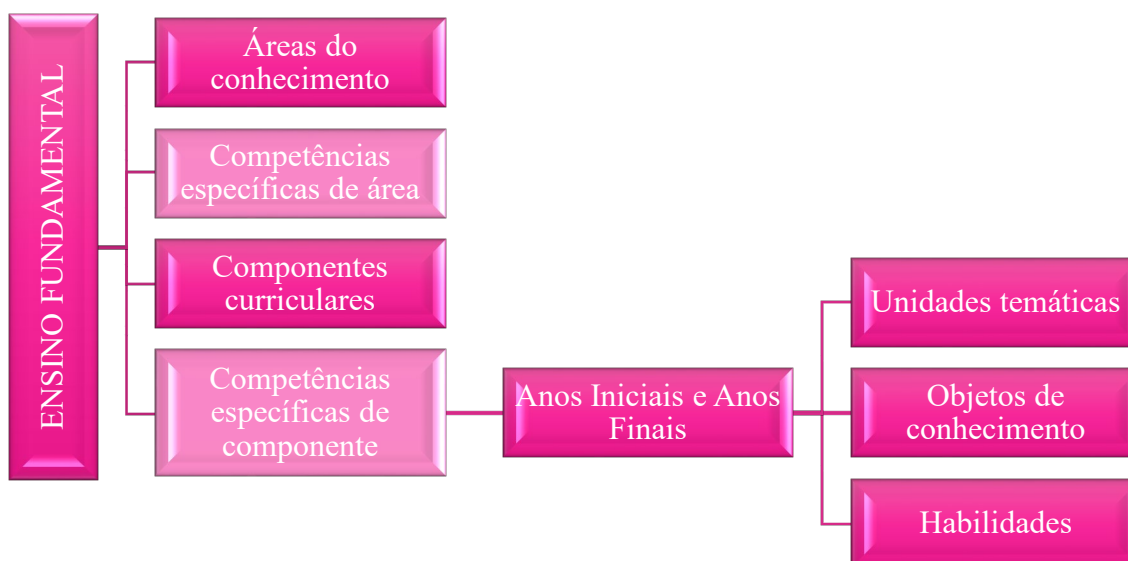 ENSINO FUNDAMENTAL
Áreas do
conhecimento
Competências
específicas de área
Componentes
curriculares
Competências
específicas de
componente
Anos Iniciais e Anos
Finais
Unidades temáticas
Objetos de
conhecimento
Habilidades